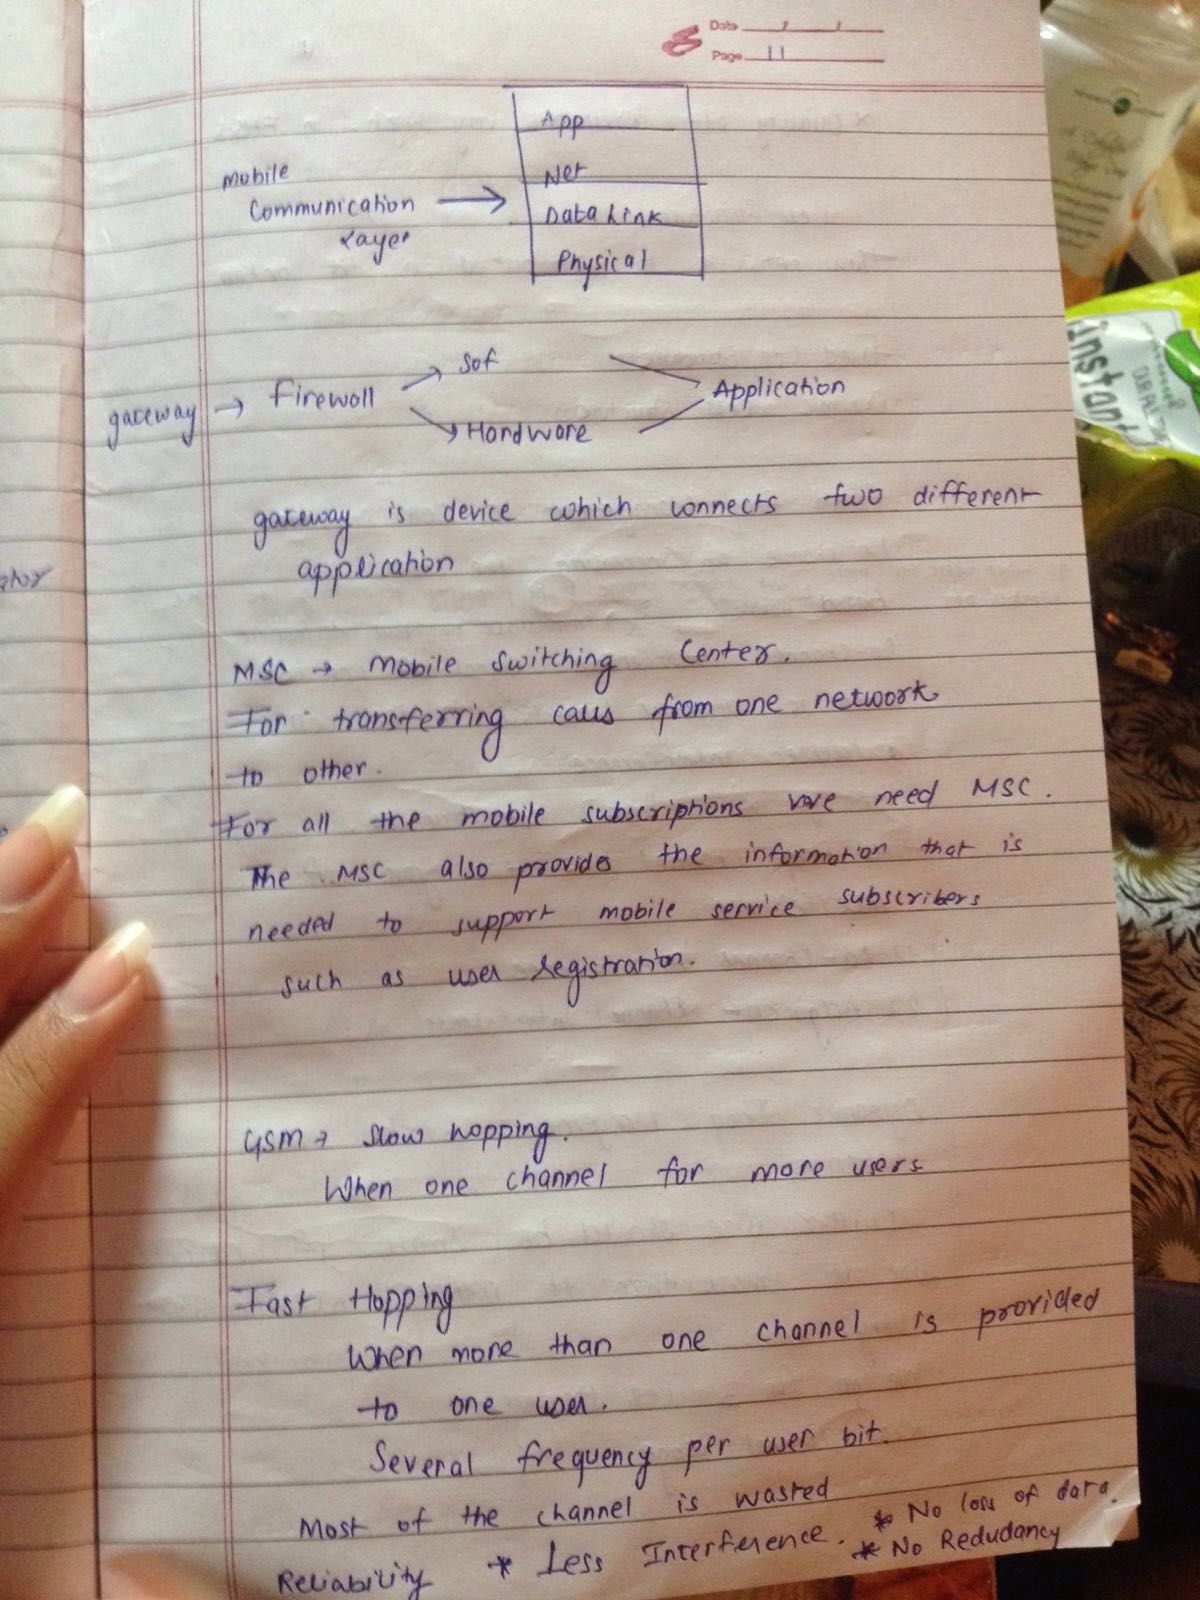 Date
Page 11
App
Net
Data Link
Physical
mobile
Communication
Layer
gateway → Firewall
Sof
Hardware
Application
gateway is device which connects two different
application
MSC → Mobile Switching Center.
For transferring calls from one network
to other.
For all the mobile subscriptions we need MSC.
The MSC also provides the information that is
needed to support mobile service subscribers
such as user registration.
GSM → Slow hopping.
When one channel for more users
Fast Hopping
When more than one channel is provided
to one user.
Several frequency per user bit.
Most of the channel is wasted
Reliability * Less Interference. * No loss of data.
* No Redudancy
instant